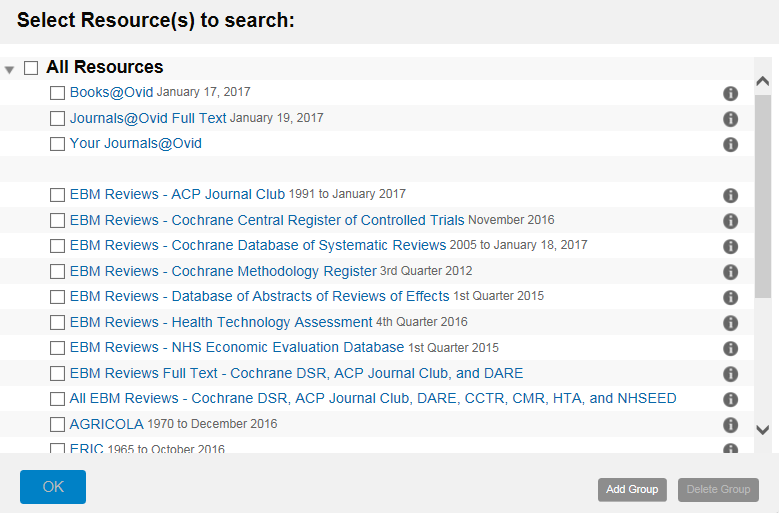 Select Resource(s) to search:
All Resources
Books@Ovid January 17, 2017
Journals@Ovid Full Text January 19, 2017
Your Journals@Ovid
EBM Reviews - ACP Journal Club 1991 to January 2017
EBM Reviews - Cochrane Central Register of Controlled Trials November 2016
EBM Reviews - Cochrane Database of Systematic Reviews 2005 to January 18, 2017
EBM Reviews - Cochrane Methodology Register 3rd Quarter 2012
EBM Reviews - Database of Abstracts of Reviews of Effects 1st Quarter 2015
EBM Reviews - Health Technology Assessment 4th Quarter 2016
EBM Reviews - NHS Economic Evaluation Database 1st Quarter 2015
EBM Reviews Full Text - Cochrane DSR, ACP Journal Club, and DARE
All EBM Reviews - Cochrane DSR, ACP Journal Club, DARE, CCTR, CMR, HTA, and NHSEED
AGRICOLA 1970 to December 2016
ERIC 1965 to October 2016
OK
Add Group
Delete Group